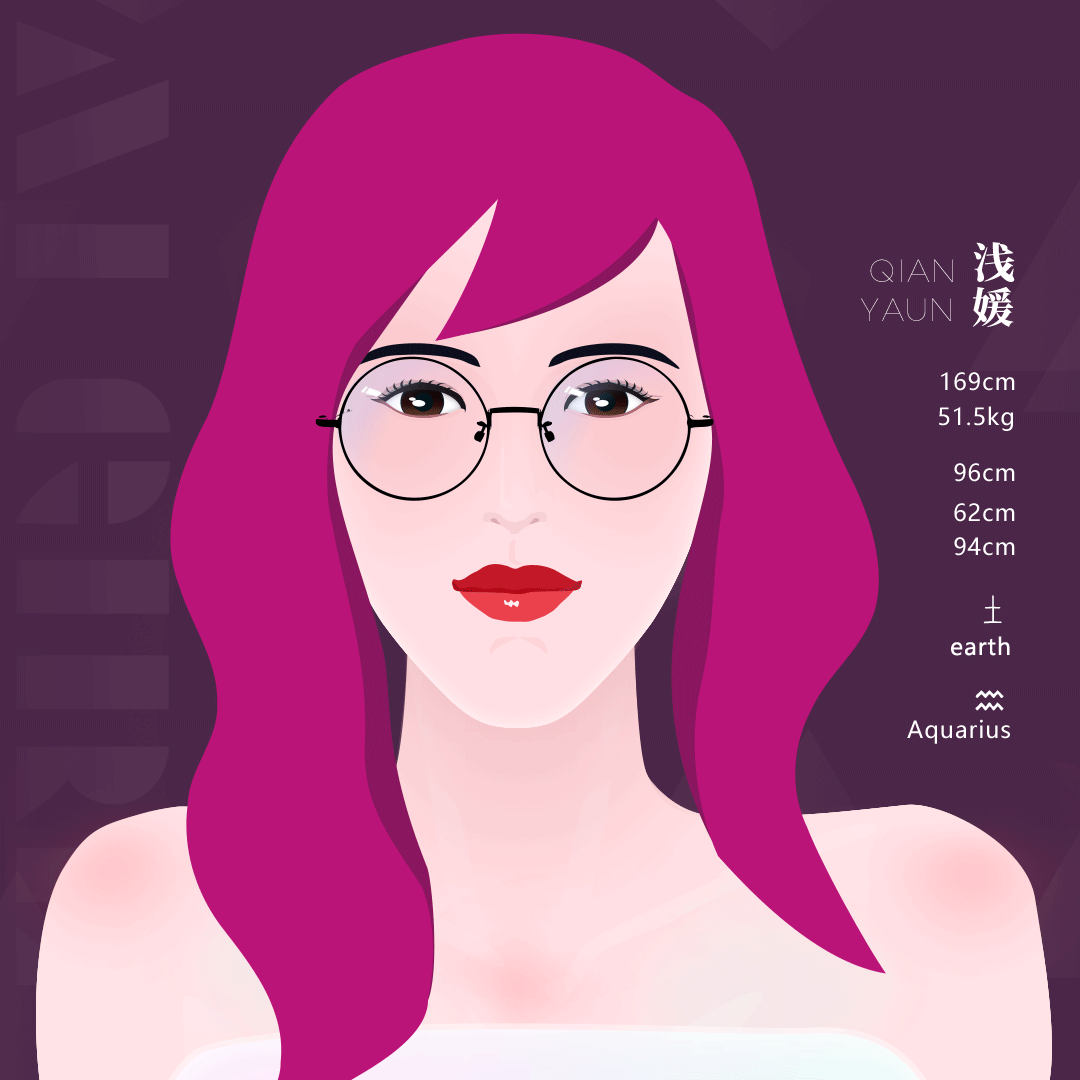 浅媛
QIAN
YAUN
169cm
51.5kg
96cm
62cm
94cm
土
earth
Aquarius